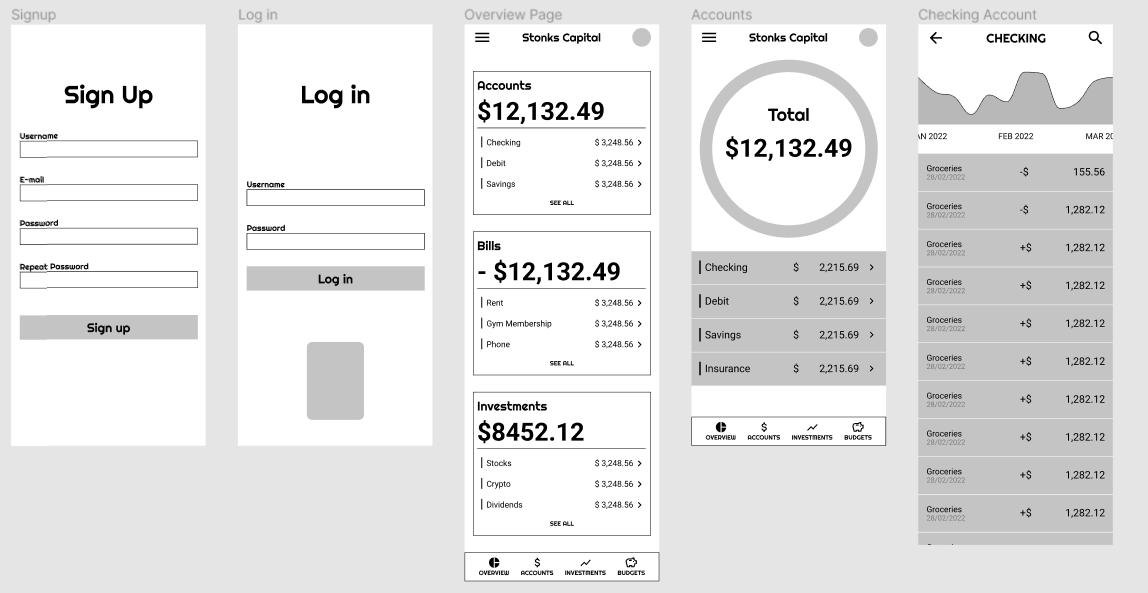 Signup
Sign Up
Username
E-mail
Password
Repeat Password
Sign up
Log in
Log in
Username
Password
Log in
Overview Page
Stonks Capital
Accounts
$12,132.49
Checking $ 3,248.56 >
Debit $ 3,248.56 >
Savings $ 3,248.56 >
SEE ALL
Bills
- $12,132.49
Rent $ 3,248.56 >
Gym Membership $ 3,248.56 >
Phone $ 3,248.56 >
SEE ALL
Investments
$8452.12
Stocks $ 3,248.56 >
Crypto $ 3,248.56 >
Dividends $ 3,248.56 >
SEE ALL
OVERVIEW ACCOUNTS INVESTMENTS BUDGETS
Accounts
Stonks Capital
Total
$12,132.49
Checking $ 2,215.69 >
Debit $ 2,215.69 >
Savings $ 2,215.69 >
Insurance $ 2,215.69 >
$
OVERVIEW ACCOUNTS INVESTMENTS BUDGETS
Checking Account
CHECKING
AN 2022 FEB 2022 MAR 20
Groceries -$ 155.56
28/02/2022
Groceries -$ 1,282.12
28/02/2022
Groceries +$ 1,282.12
28/02/2022
Groceries +$ 1,282.12
28/02/2022
Groceries +$ 1,282.12
28/02/2022
Groceries +$ 1,282.12
28/02/2022
Groceries +$ 1,282.12
28/02/2022
Groceries +$ 1,282.12
28/02/2022
Groceries +$ 1,282.12
28/02/2022
Groceries +$ 1,282.12
28/02/2022